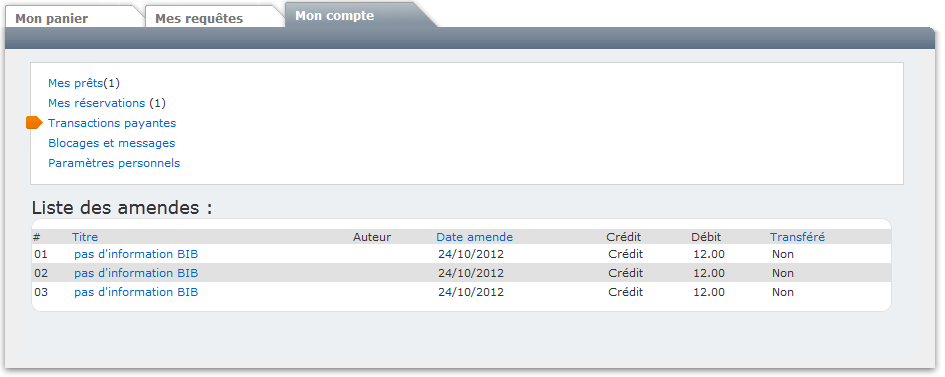 Mon panier Mes requêtes Mon compte
Mes prêts(1)
Mes réservations (1)
Transactions payantes
Blocages et messages
Paramètres personnels
Liste des amendes :
# Titre Auteur Date amende Crédit Débit Transféré
01 pas d'information BIB 24/10/2012 Crédit 12.00 Non
02 pas d'information BIB 24/10/2012 Crédit 12.00 Non
03 pas d'information BIB 24/10/2012 Crédit 12.00 Non